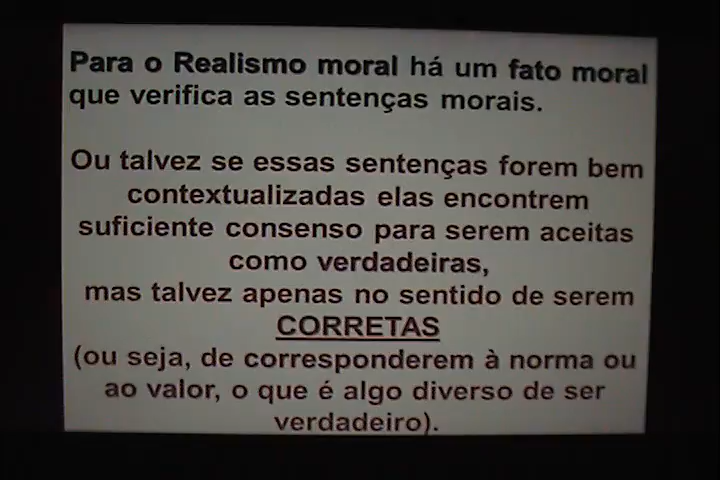 Para o Realismo moral há um fato moral
que verifica as sentenças morais.
Ou talvez se essas sentenças forem bem
contextualizadas elas encontrem
suficiente consenso para serem aceitas
como verdadeiras,
mas talvez apenas no sentido de serem
CORRETAS
(ou seja, de corresponderem à norma ou
ao valor, o que é algo diverso de ser
verdadeiro).